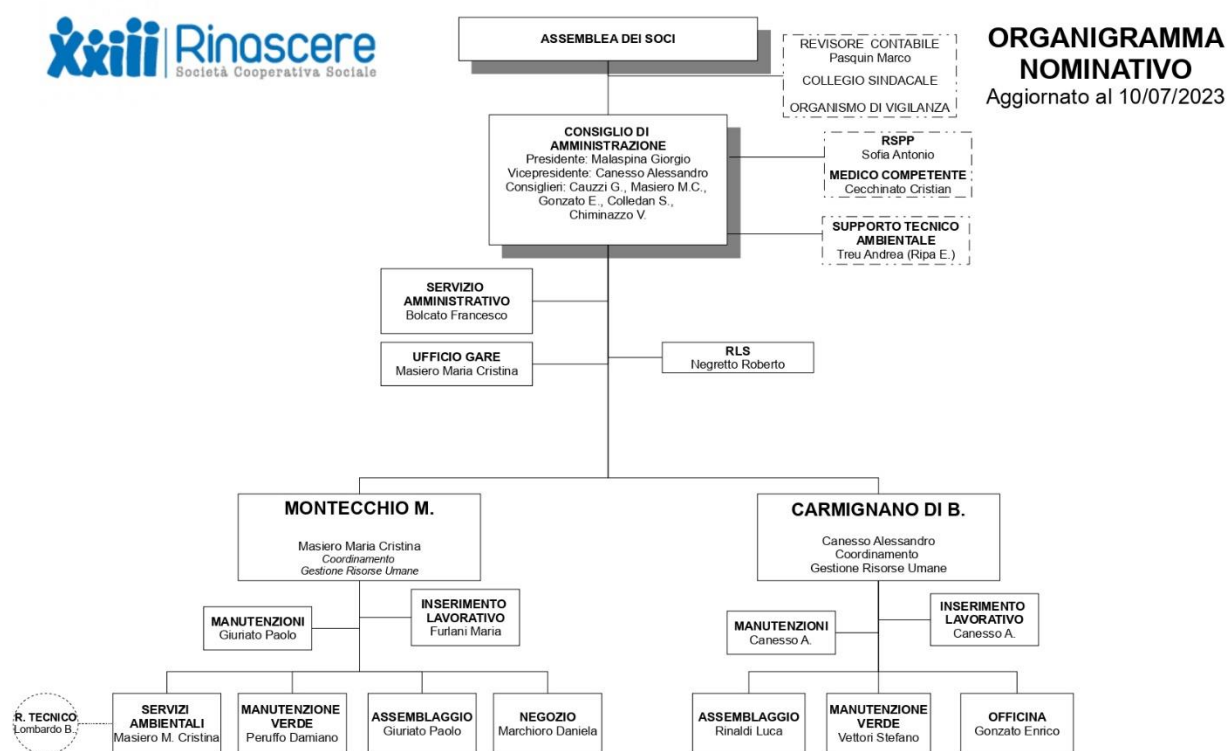 xxiii Rinascere
Società Cooperativa Sociale
ORGANIGRAMMA
NOMINATIVO
Aggiornato al 10/07/2023
ASSEMBLEA DEI SOCI
REVISORE CONTABILE
Pasquin Marco
COLLEGIO SINDACALE
ORGANISMO DI VIGILANZA
CONSIGLIO DI
AMMINISTRAZIONE
Presidente: Malaspina Giorgio
Vicepresidente: Canesso Alessandro
Consiglieri: Cauzzi G., Masiero M.C.,
Gonzato E., Colledan S.,
Chiminazzo V.
RSPP
Sofia Antonio
MEDICO COMPETENTE
Cecchinato Cristian
SUPPORTO TECNICO
AMBIENTALE
Treu Andrea (Ripa E.)
SERVIZIO
AMMINISTRATIVO
Bolcato Francesco
UFFICIO GARE
Masiero Maria Cristina
RLS
Negretto Roberto
MONTECCHIO M.
Masiero Maria Cristina
Coordinamento
Gestione Risorse Umane
CARMIGNANO DI B.
Canesso Alessandro
Coordinamento
Gestione Risorse Umane
MANUTENZIONI
Giuriato Paolo
INSERIMENTO
LAVORATIVO
Furlani Maria
MANUTENZIONI
Canesso A.
INSERIMENTO
LAVORATIVO
Canesso A.
R. TECNICO
Lombardo B.
SERVIZI
AMBIENTALI
Masiero M. Cristina
MANUTENZIONE
VERDE
Peruffo Damiano
ASSEMBLAGGIO
Giuriato Paolo
NEGOZIO
Marchioro Daniela
ASSEMBLAGGIO
Rinaldi Luca
MANUTENZIONE
VERDE
Vettori Stefano
OFFICINA
Gonzato Enrico